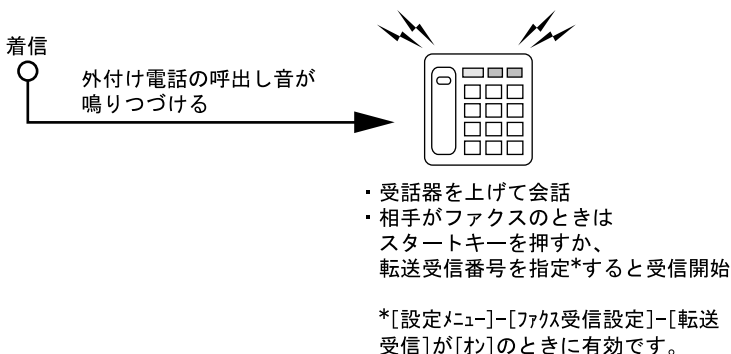 着信
外付け電話の呼出し音が
鳴りつづける
・受話器を上げて会話
・相手がファクスのときは
スタートキーを押すか、
転送受信番号を指定*すると受信開始
*[設定ﾒﾆｭｰ]-[ﾌｧｸｽ受信設定]-[転送
受信]が[ｵﾝ]のときに有効です。